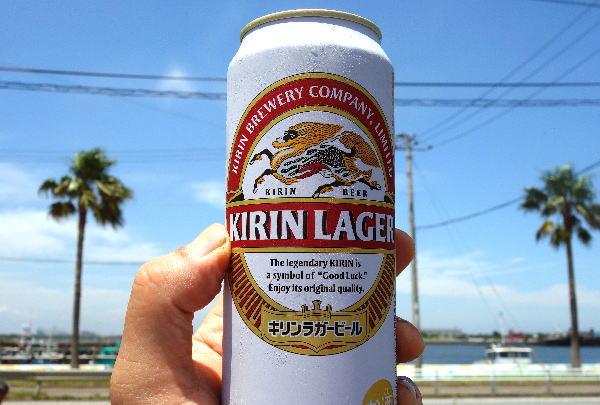 KIRIN BREWERY COMPANY, LIMITED
KIRIN BEER
KIRIN LAGER
The legendary KIRIN is
a symbol of "Good Luck."
Enjoy its original quality.
キリンラガービール